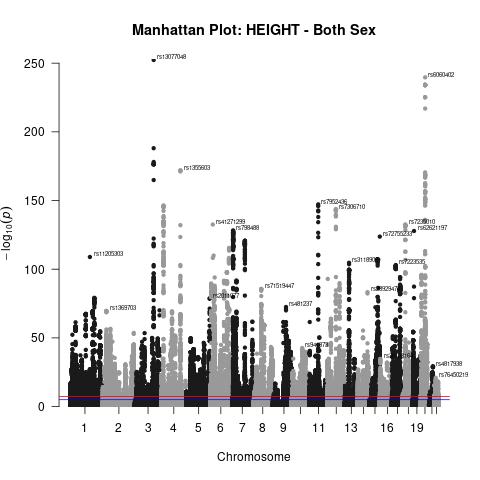 Manhattan Plot: HEIGHT - Both Sex
rs13077048
250
rs6060402
200
rs1355603
150
rs7952436
rs7306710
rs41271299
rs62621197
rs798488
rs72755233
100
rs11205303
rs7223535
rs71519447
50
rs1369703
rs481237
rs4817938
rs76450219
0
−log10(p)
1 2 3 4 5 6 7 8 9 11 13 16 19
Chromosome